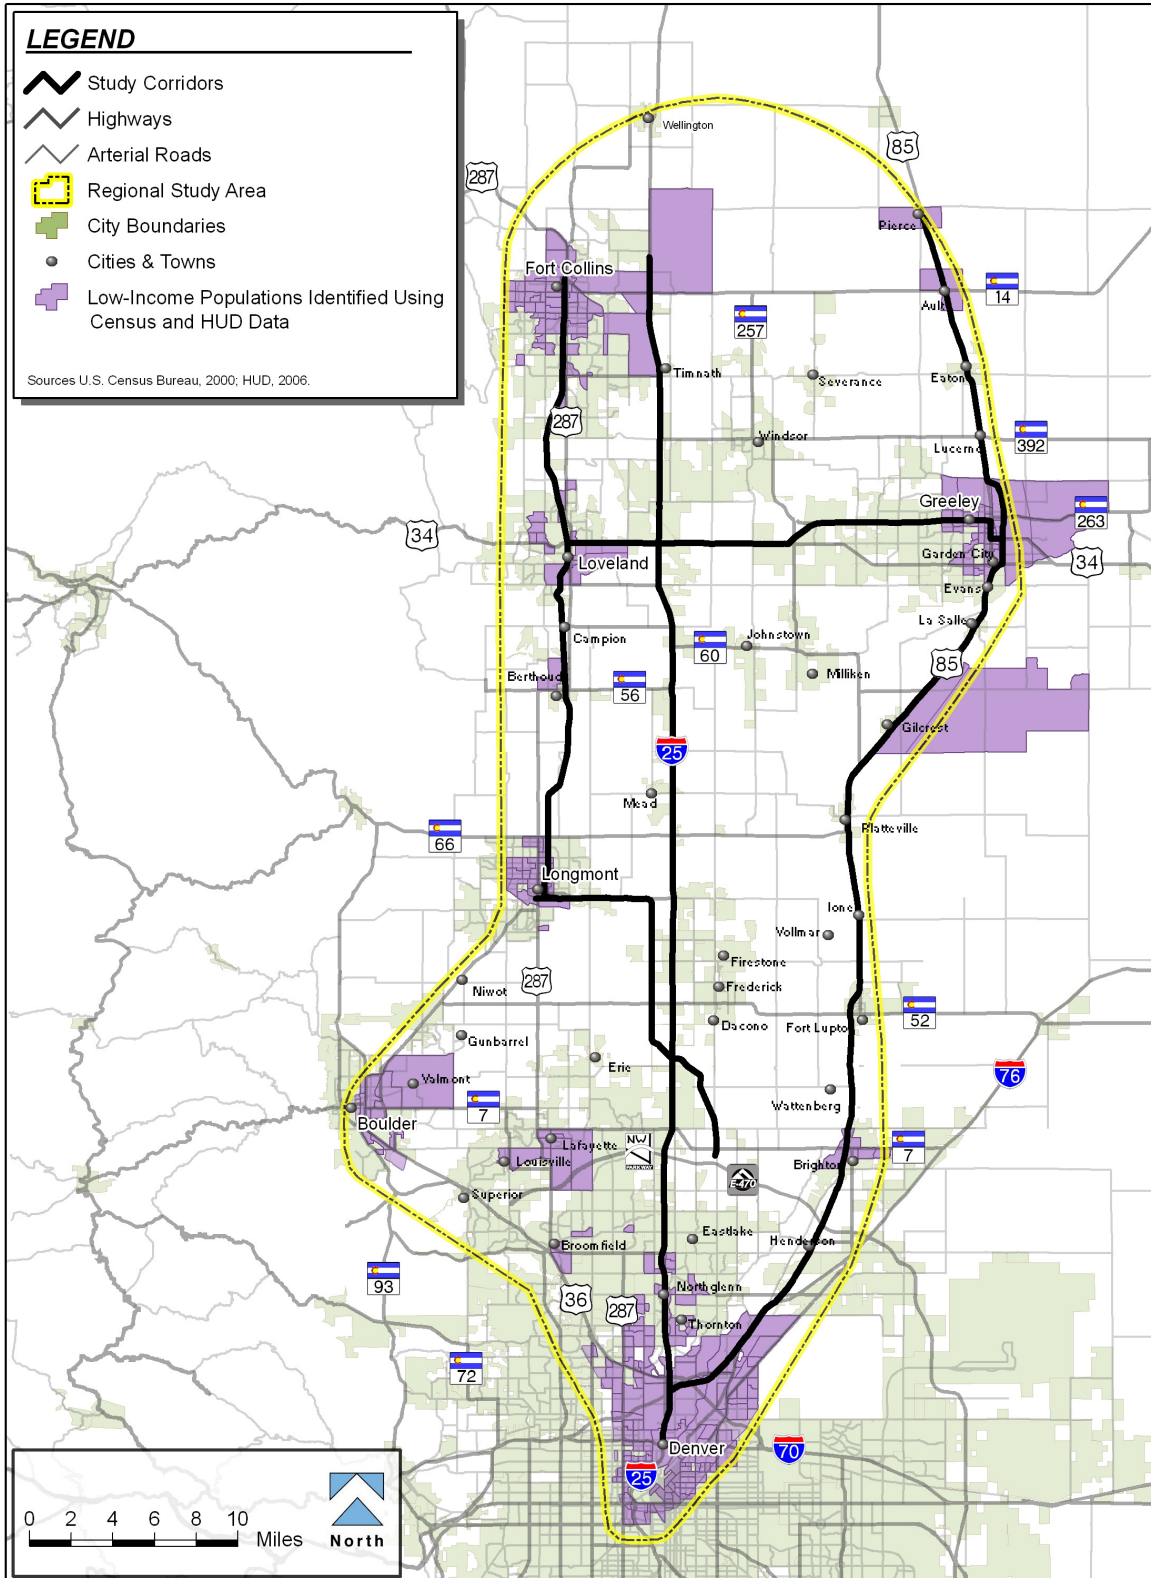 LEGEND
Study Corridors
Highways
Arterial Roads
Regional Study Area
City Boundaries
Cities & Towns
Low-Income Populations Identified Using
Census and HUD Data
Sources U.S. Census Bureau, 2000; HUD, 2006.
Wellington
85
287
Pierce
Fort Collins
14
Ault
257
Timnath
Severance
Eaton
287
Windsor
Lucerne
392
Greeley
263
34
Garden City
34
Loveland
Evans
La Salle
Campion
Johnstown
60
85
Berthoud
56
Milliken
Gilcrest
25
Mead
Platteville
66
Longmont
Ione
Vollmar
Firestone
Niwot
287
Frederick
Dacono
Fort Lupton
52
Gunbarrel
Erie
76
Valmont
Wattenberg
7
Boulder
Lafayette
NW
PARKWAY
7
Louisville
Brighton
E-470
Superior
Eastlake
Broomfield
Henderson
93
36
Northglenn
287
Thornton
72
Denver
70
25
0 2 4 6 8 10 Miles
North